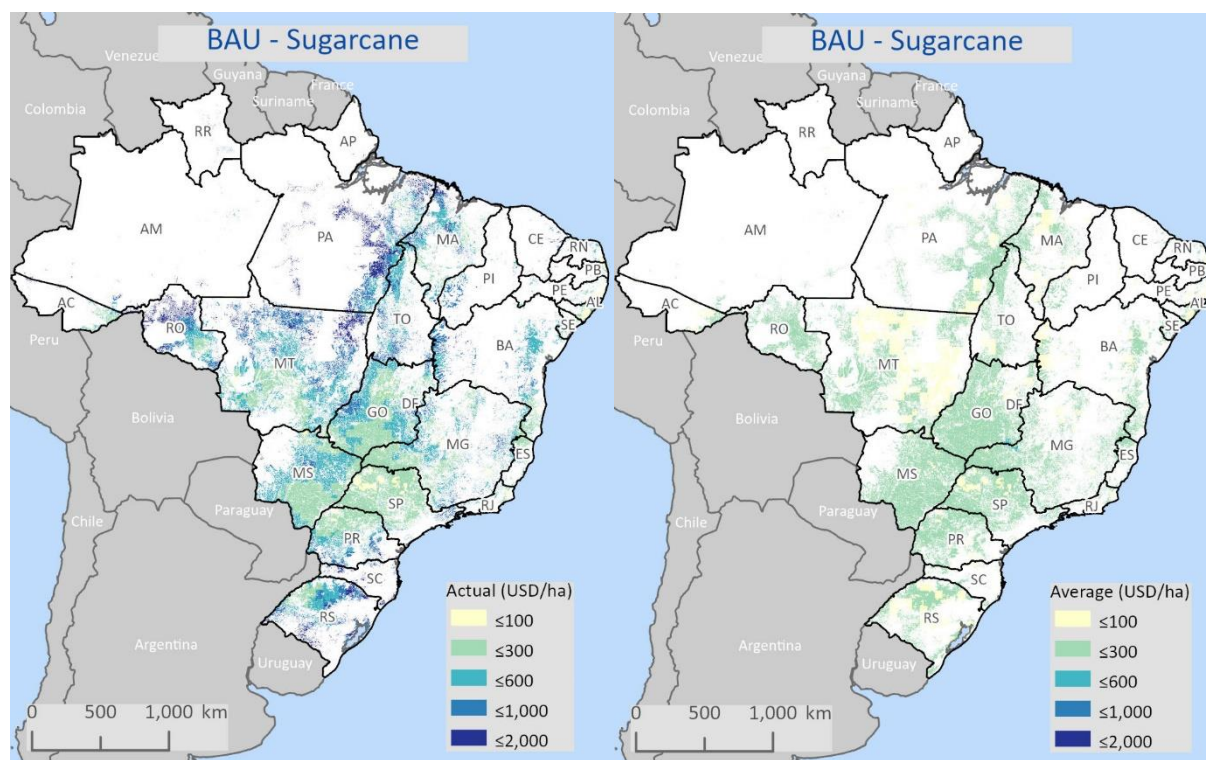 BAU - Sugarcane
Venezue
Guyana
France
Suriname
Colombia
RR
AP
AM
PA
MA
CE
RN
PB
PI
PE
AL
AC
SE
RO
TO
BA
Peru
MT
GO
DF
Bolivia
MG
MS
ES
SP
RJ
Paraguay
PR
Chile
SC
RS
Argentina
Uruguay
Actual (USD/ha)
≤100
≤300
≤600
≤1,000
≤2,000
0 500 1,000 km
BAU - Sugarcane
Venezue
Guyana
France
Suriname
Colombia
RR
AP
AM
PA
MA
CE
RN
PB
PI
PE
AL
AC
SE
RO
TO
BA
Peru
MT
GO
DF
Bolivia
MG
MS
ES
SP
RJ
Paraguay
PR
Chile
SC
RS
Argentina
Uruguay
Average (USD/ha)
≤100
≤300
≤600
≤1,000
≤2,000
0 500 1,000 km